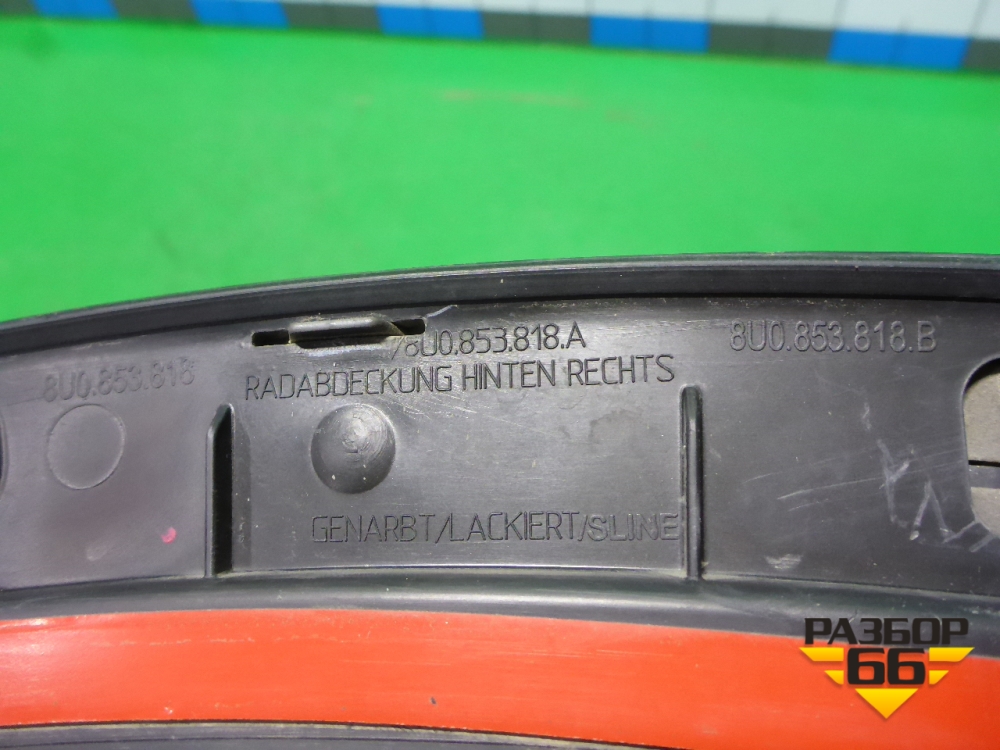 8U0.853.818
/8U0.853.818.A
8U0.853.818.B
RADABDECKUNG HINTEN RECHTS
GENARBT/LACKIERT/SLINE
РАЗБОР
66